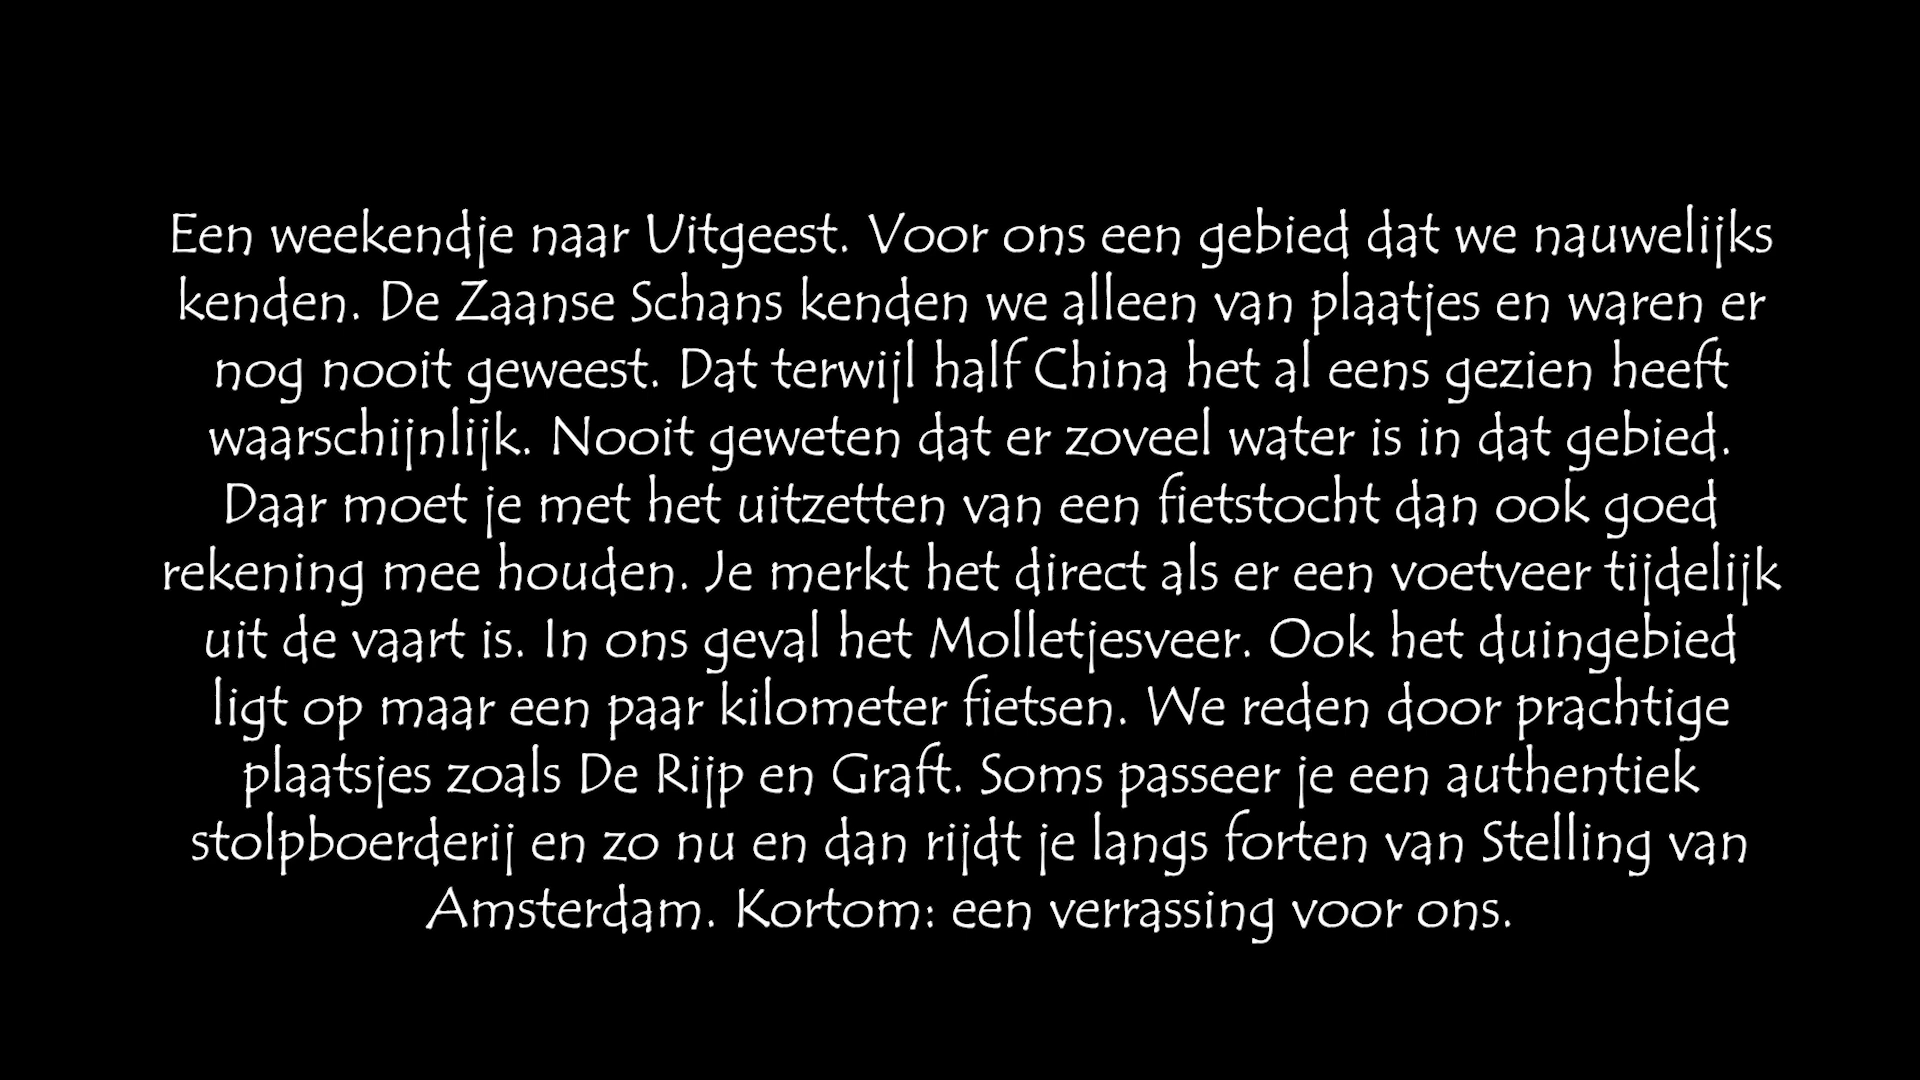 Een weekendje naar Uitgeest. Voor ons een gebied dat we nauwelijks
kenden. De Zaanse Schans kenden we alleen van plaatjes en waren er
nog nooit geweest. Dat terwijl half China het al eens gezien heeft
waarschijnlijk. Nooit geweten dat er zoveel water is in dat gebied.
Daar moet je met het uitzetten van een fietstocht dan ook goed
rekening mee houden. Je merkt het direct als er een voetveer tijdelijk
uit de vaart is. In ons geval het Molletjesveer. Ook het duingebied
ligt op maar een paar kilometer fietsen. We reden door prachtige
plaatsjes zoals De Rijp en Graft. Soms passeer je een authentiek
stolpboerderij en zo nu en dan rijdt je langs forten van Stelling van
Amsterdam. Kortom: een verrassing voor ons.